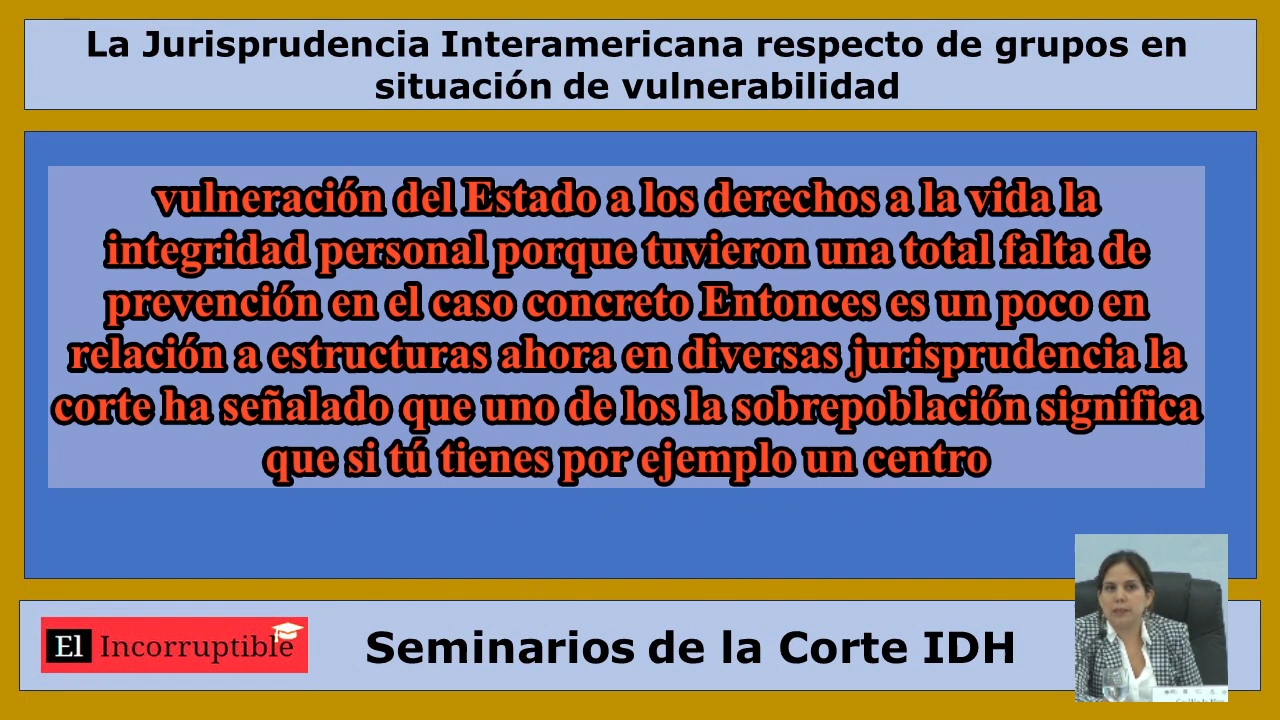 La Jurisprudencia Interamericana respecto de grupos en
situación de vulnerabilidad
vulneración del Estado a los derechos a la vida la
integridad personal porque tuvieron una total falta de
prevención en el caso concreto Entonces es un poco en
relación a estructuras ahora en diversas jurisprudencia la
corte ha señalado que uno de los la sobrepoblación significa
que si tú tienes por ejemplo un centro
El Incorruptible
Seminarios de la Corte IDH